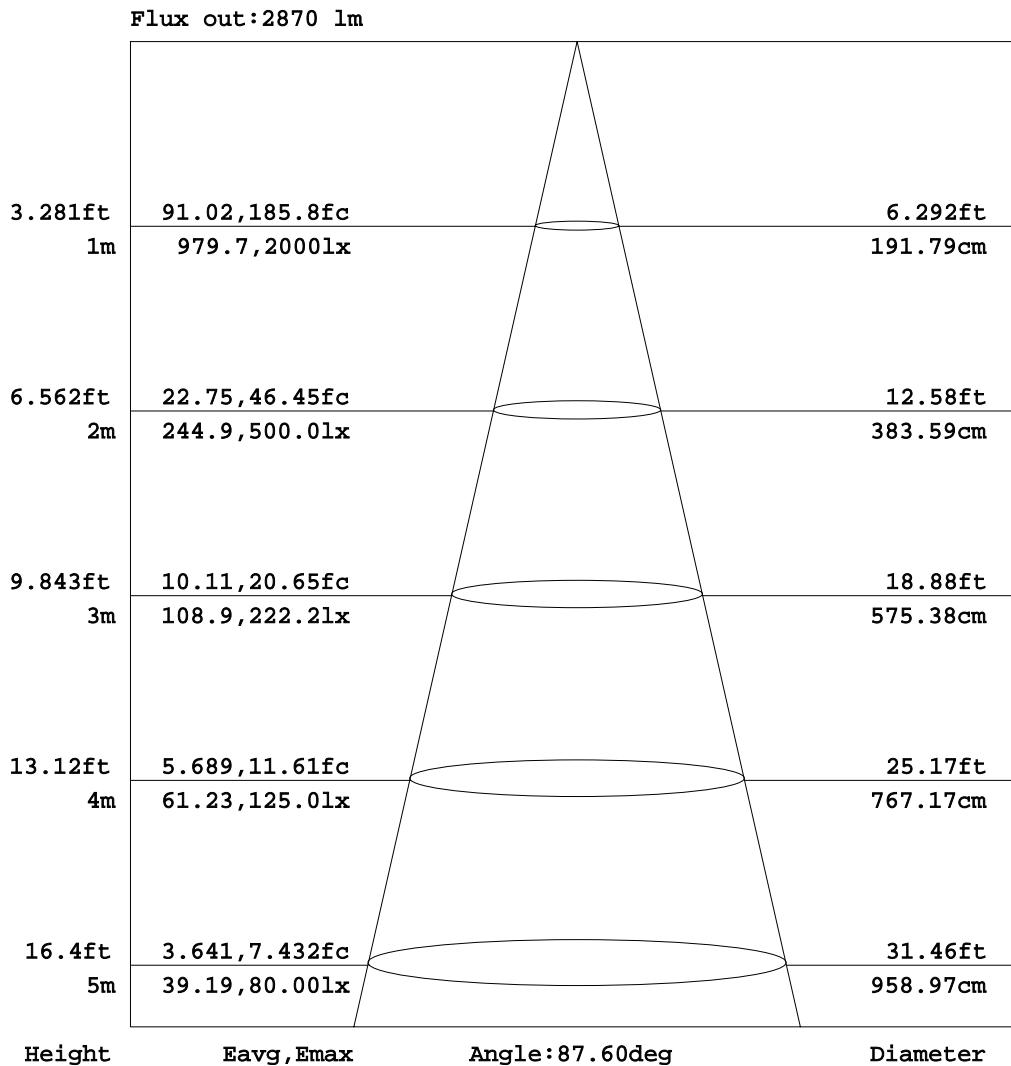 Flux out:2870 lm
3.281ft 91.02,185.8fc 6.292ft
1m 979.7,2000lx 191.79cm
6.562ft 22.75,46.45fc 12.58ft
2m 244.9,500.0lx 383.59cm
9.843ft 10.11,20.65fc 18.88ft
3m 108.9,222.2lx 575.38cm
13.12ft 5.689,11.61fc 25.17ft
4m 61.23,125.0lx 767.17cm
16.4ft 3.641,7.432fc 31.46ft
5m 39.19,80.00lx 958.97cm
Height Eavg,Emax Angle:87.60deg Diameter